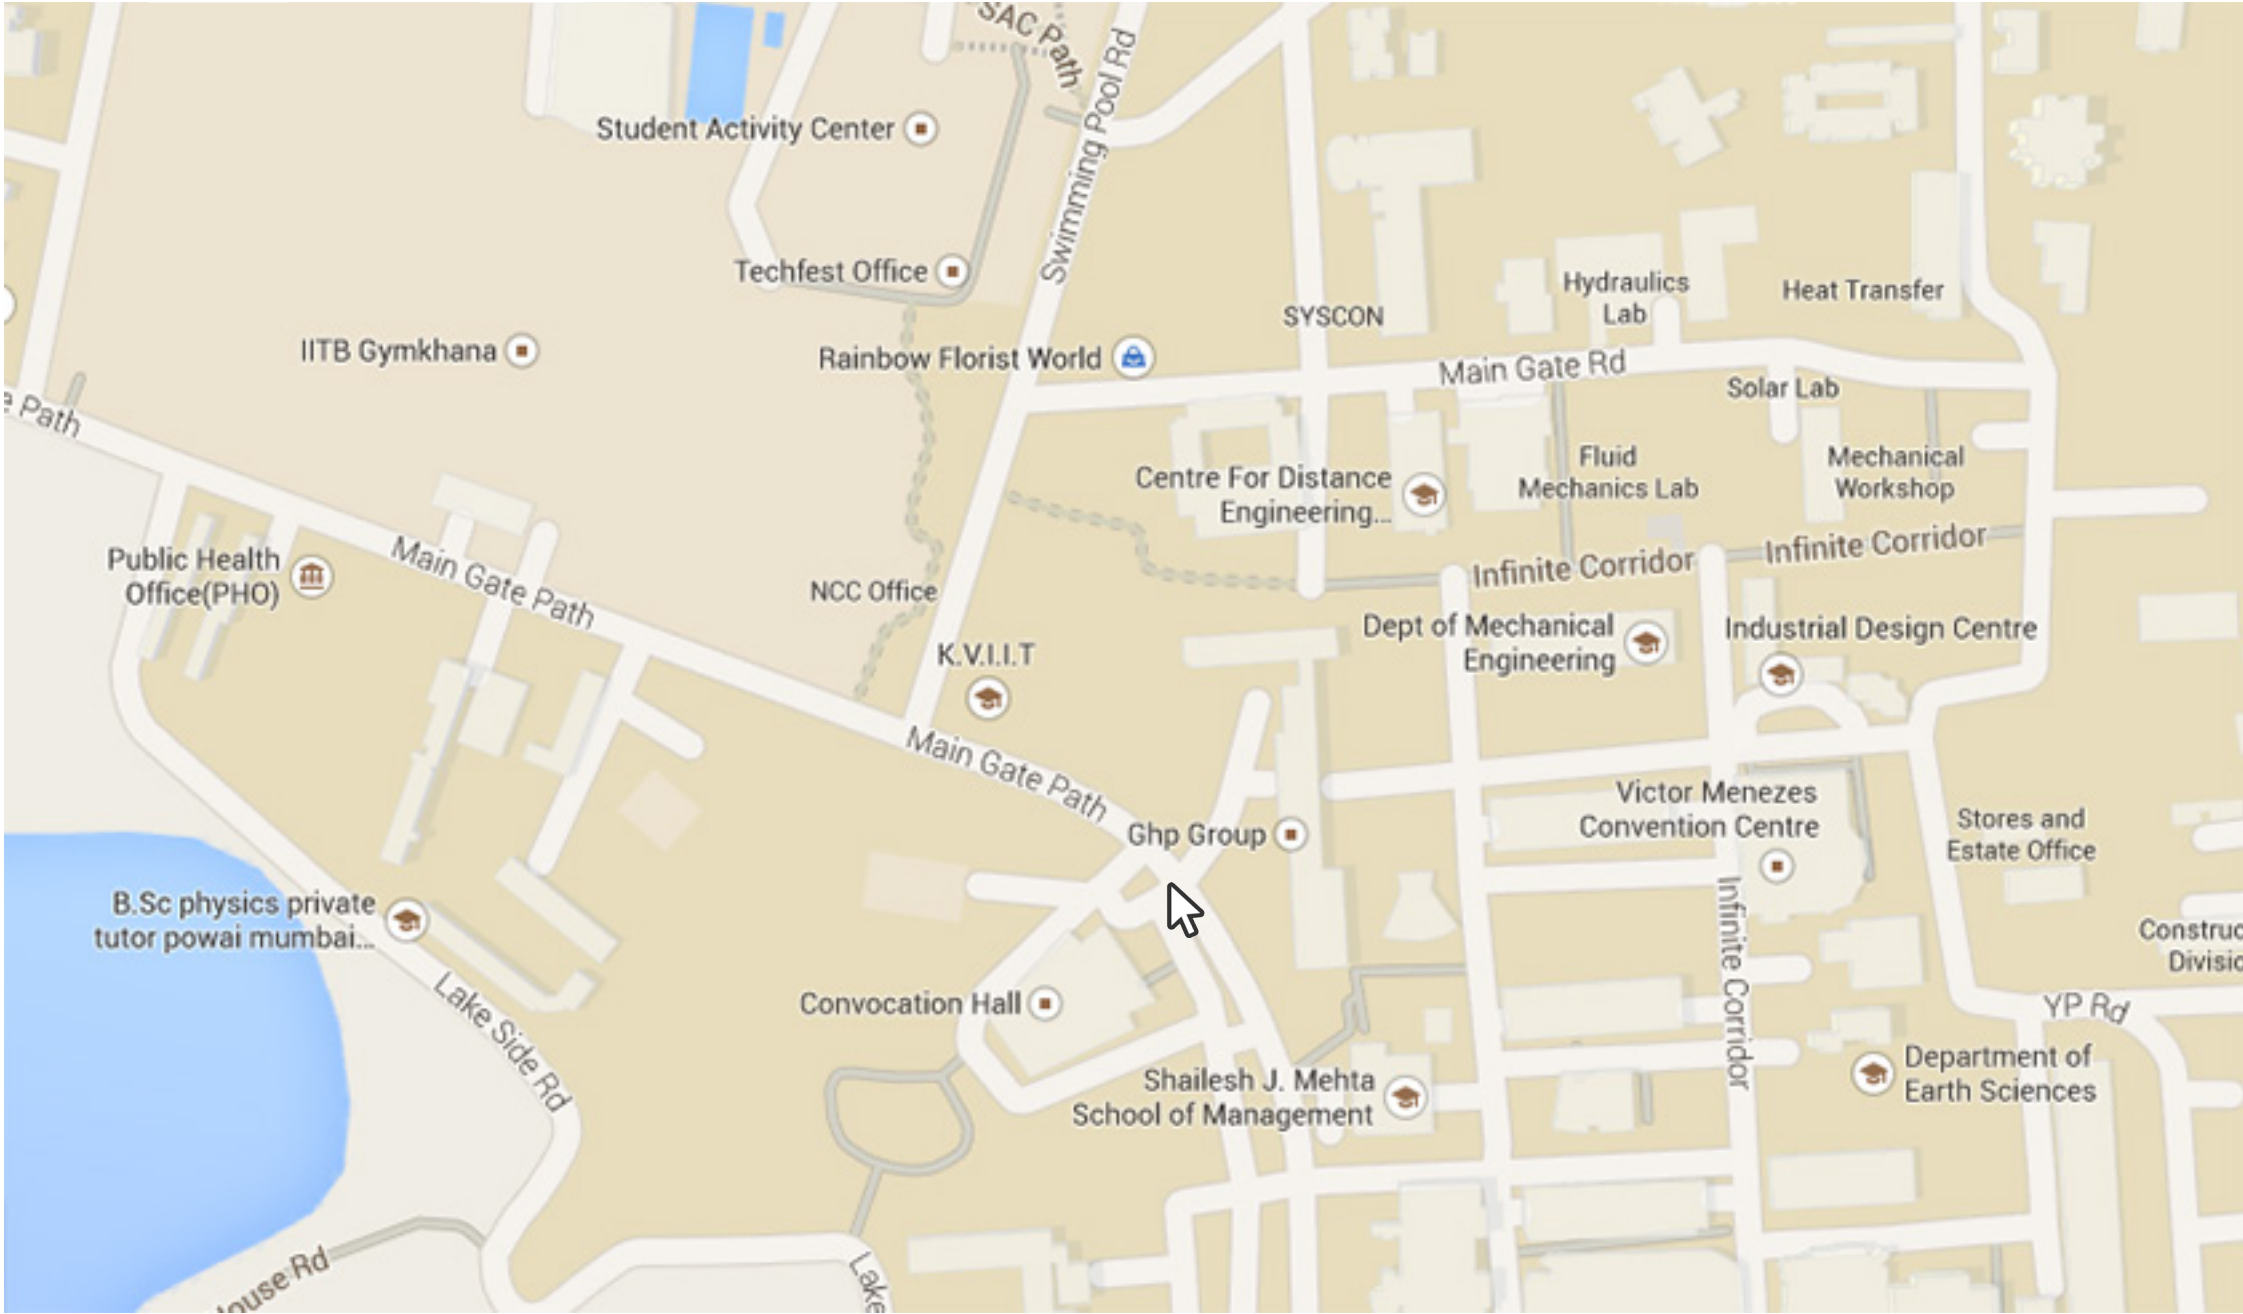 SAC Path
Swimming Pool Rd
Student Activity Center
Techfest Office
IITB Gymkhana
Rainbow Florist World
SYSCON
Hydraulics
Lab
Heat Transfer
Main Gate Rd
Solar Lab
Path
Centre For Distance
Engineering...
Fluid
Mechanics Lab
Mechanical
Workshop
Infinite Corridor
Infinite Corridor
Public Health
Office(PHO)
Main Gate Path
NCC Office
K.V.I.I.T
Dept of Mechanical
Engineering
Industrial Design Centre
Main Gate Path
Ghp Group
Victor Menezes
Convention Centre
Stores and
Estate Office
B.Sc physics private
tutor powai mumbai...
Infinite Corridor
Construc
Divisic
Lake Side Rd
Convocation Hall
YP Rd
Shailesh J. Mehta
School of Management
Department of
Earth Sciences
ouse Rd
Lake